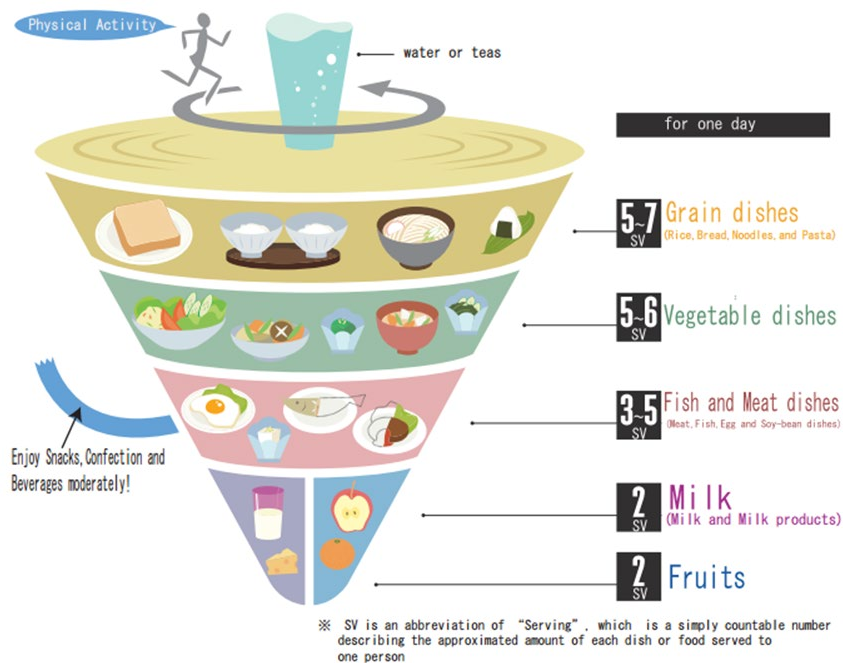 Physical Activity
water or teas
for one day
5~7
SV
Grain dishes
(Rice, Bread, Noodles, and Pasta)
5~6
SV
Vegetable dishes
3~5
SV
Fish and Meat dishes
(Meat, Fish, Egg and Soy-bean dishes)
Enjoy Snacks, Confection and
Beverages moderately!
2
SV
Milk
(Milk and Milk products)
2
SV
Fruits
※ SV is an abbreviation of “Serving”, which is a simply countable number
describing the approximated amount of each dish or food served to
one person